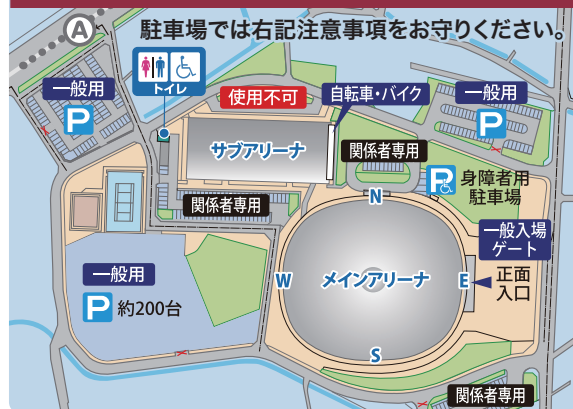 A
駐車場では右記注意事項をお守りください。
一般用
P
トイレ
使用不可
自転車・バイク
一般用
P
サブアリーナ
関係者専用
P
身障者用
駐車場
関係者専用
N
一般入場
ゲート
一般用
P 約200台
W
メインアリーナ
E
正面
入口
S
関係者専用